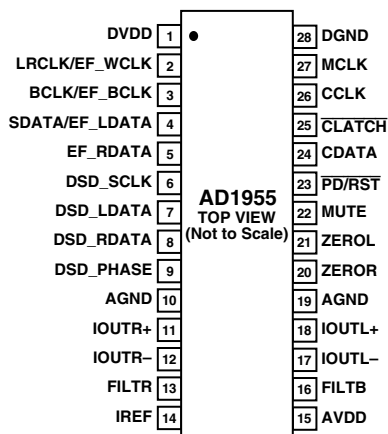 DVDD 1 28 DGND
LRCLK/EF_WCLK 2 27 MCLK
BCLK/EF_BCLK 3 26 CCLK
SDATA/EF_LDATA 4 25 CLATCH
EF_RDATA 5 24 CDATA
DSD_SCLK 6 AD1955 23 PD/RST
DSD_LDATA 7 TOP VIEW 22 MUTE
DSD_RDATA 8 (Not to Scale) 21 ZEROL
DSD_PHASE 9 20 ZEROR
AGND 10 19 AGND
IOUTR+ 11 18 IOUTL+
IOUTR– 12 17 IOUTL–
FILTR 13 16 FILTB
IREF 14 15 AVDD